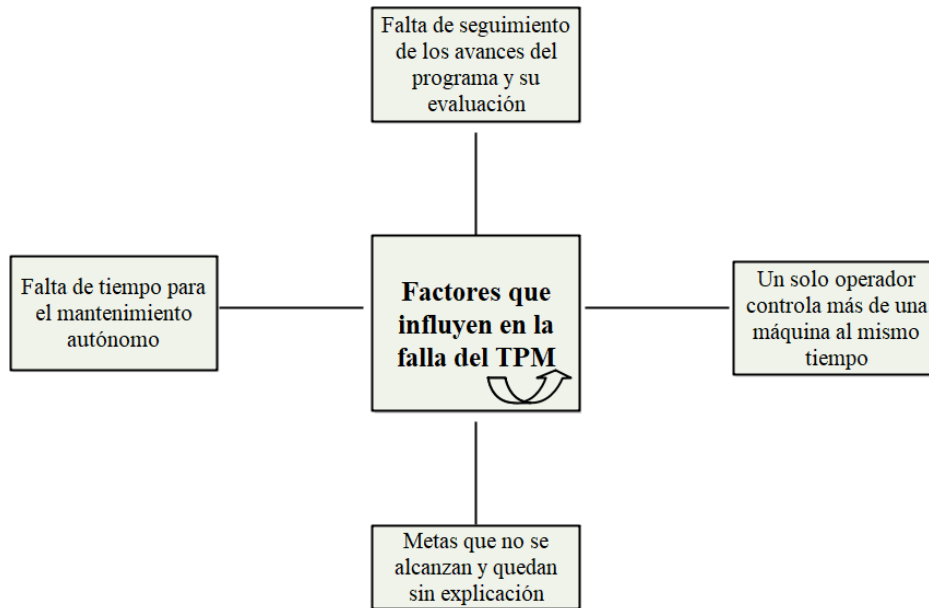 Falta de seguimiento
de los avances del
programa y su
evaluación
Falta de tiempo para
el mantenimiento
autónomo
Factores que
influyen en la
falla del TPM
Un solo operador
controla más de una
máquina al mismo
tiempo
Metas que no se
alcanzan y quedan
sin explicación